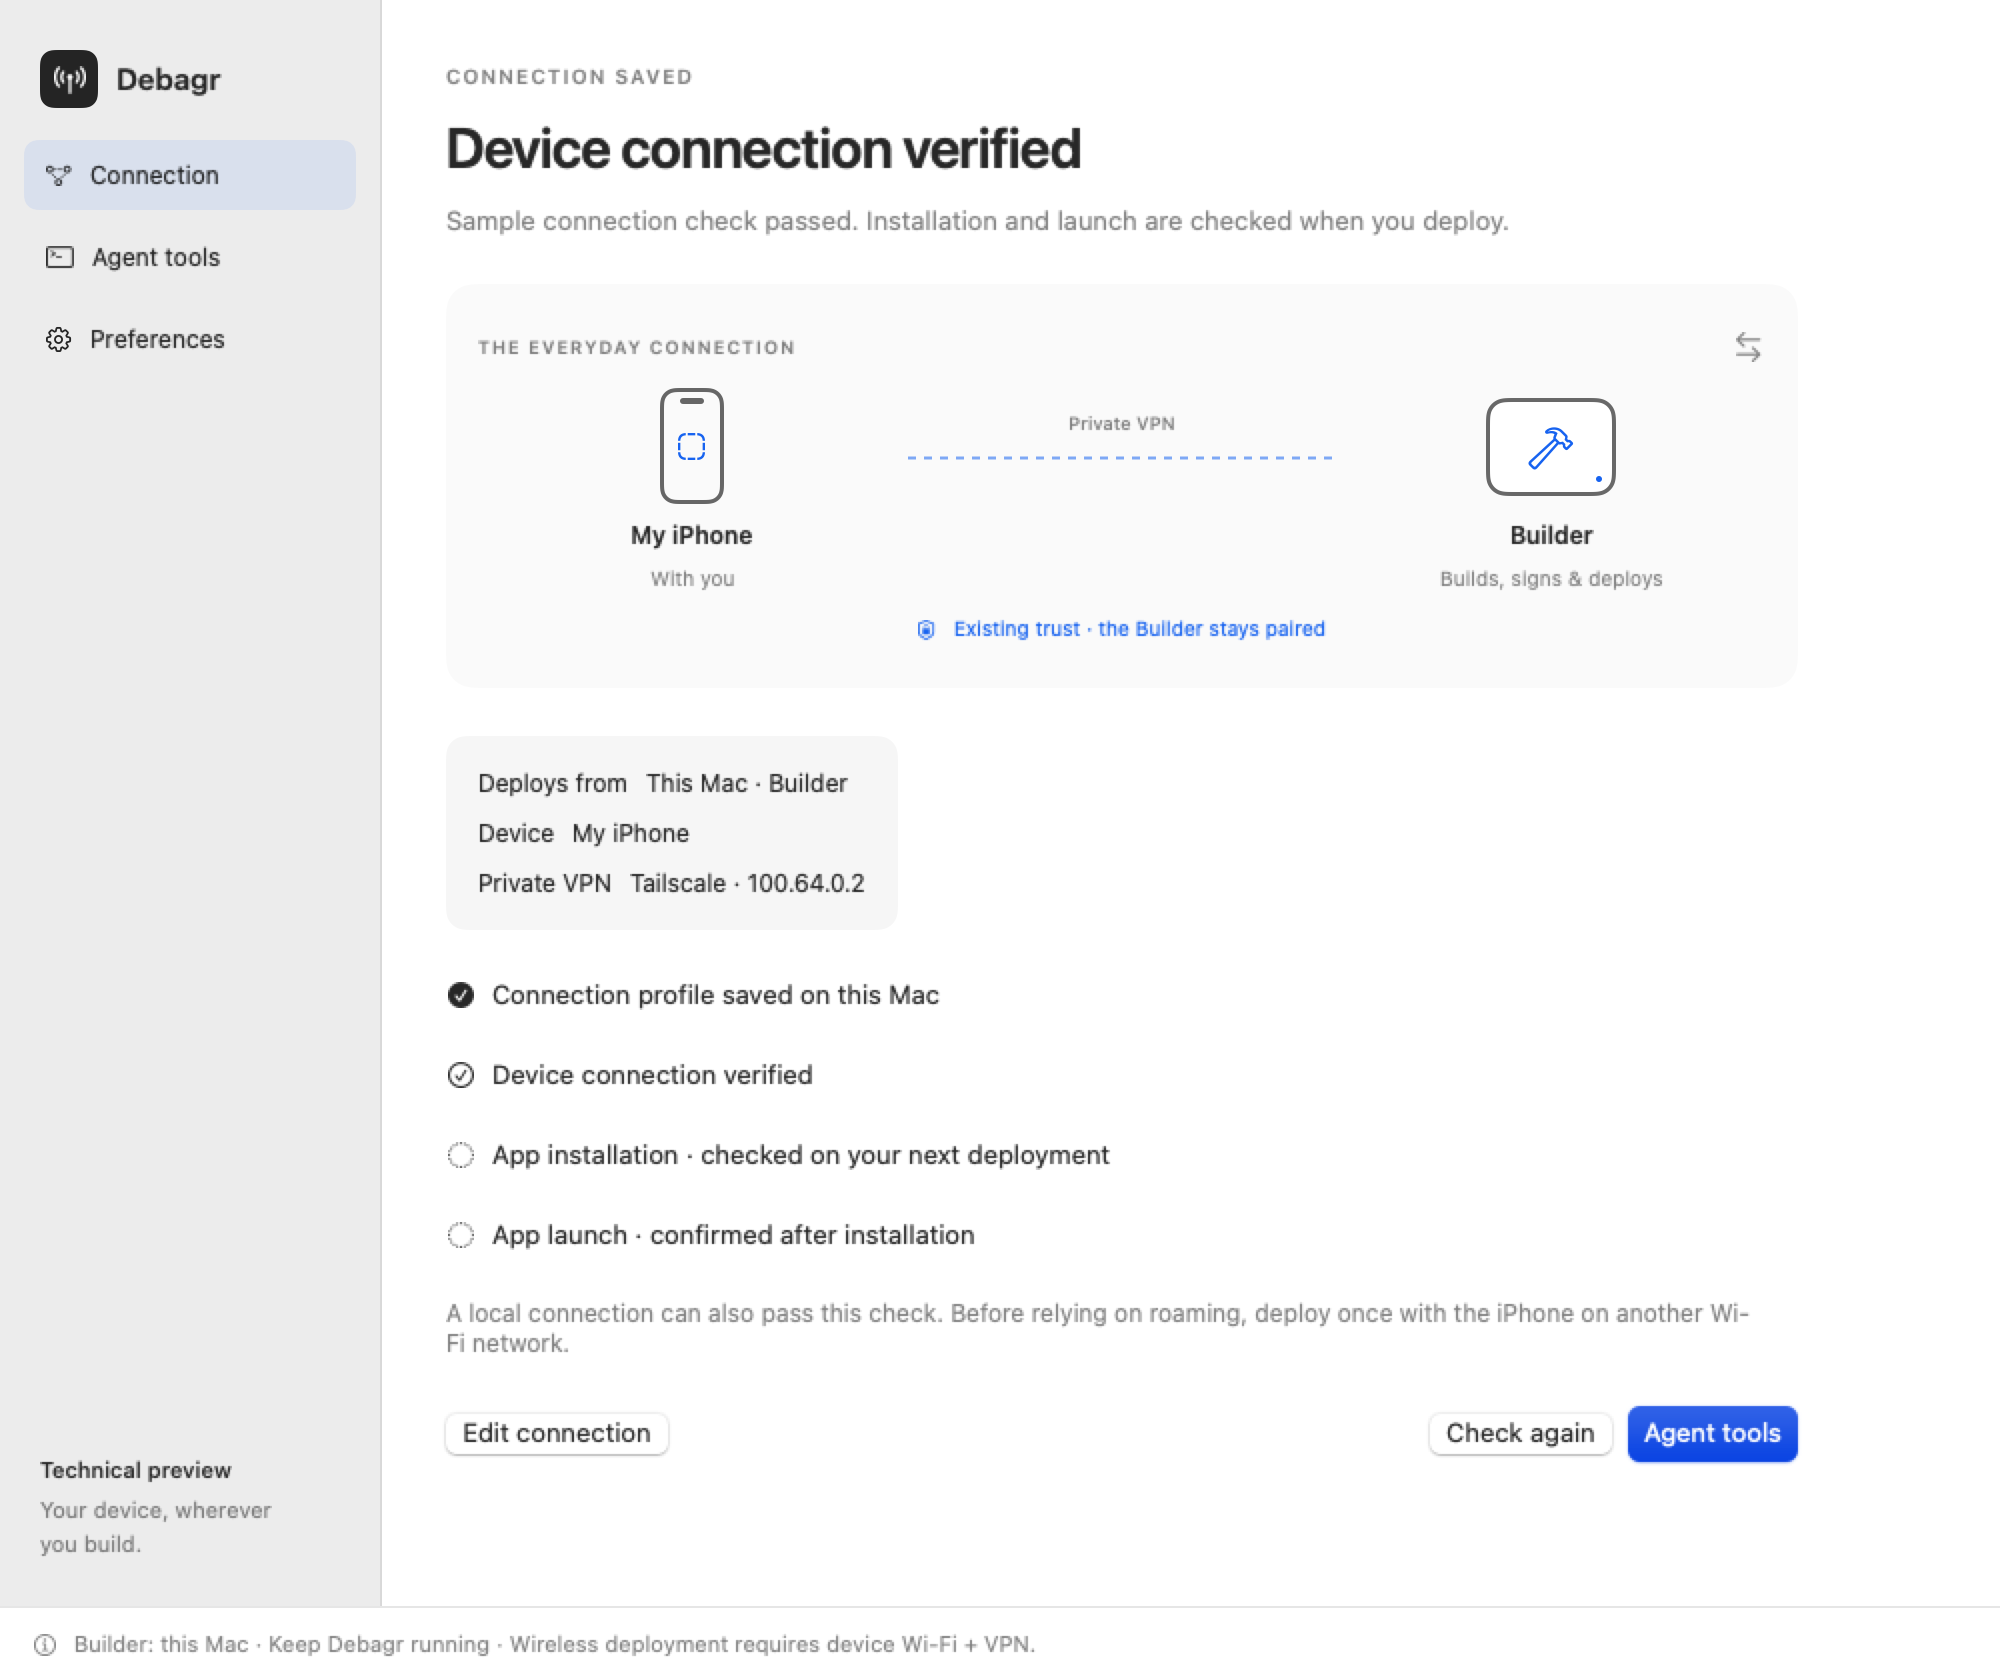 Debagr
Connection
Agent tools
Preferences
Technical preview
Your device, wherever
you build.
CONNECTION SAVED
Device connection verified
Sample connection check passed. Installation and launch are checked when you deploy.
THE EVERYDAY CONNECTION
Private VPN
My iPhone
With you
Builder
Builds, signs & deploys
Existing trust · the Builder stays paired
Deploys from This Mac · Builder
Device My iPhone
Private VPN Tailscale · 100.64.0.2
Connection profile saved on this Mac
Device connection verified
App installation · checked on your next deployment
App launch · confirmed after installation
A local connection can also pass this check. Before relying on roaming, deploy once with the iPhone on another Wi-
Fi network.
Edit connection
Check again
Agent tools
Builder: this Mac · Keep Debagr running · Wireless deployment requires device Wi-Fi + VPN.